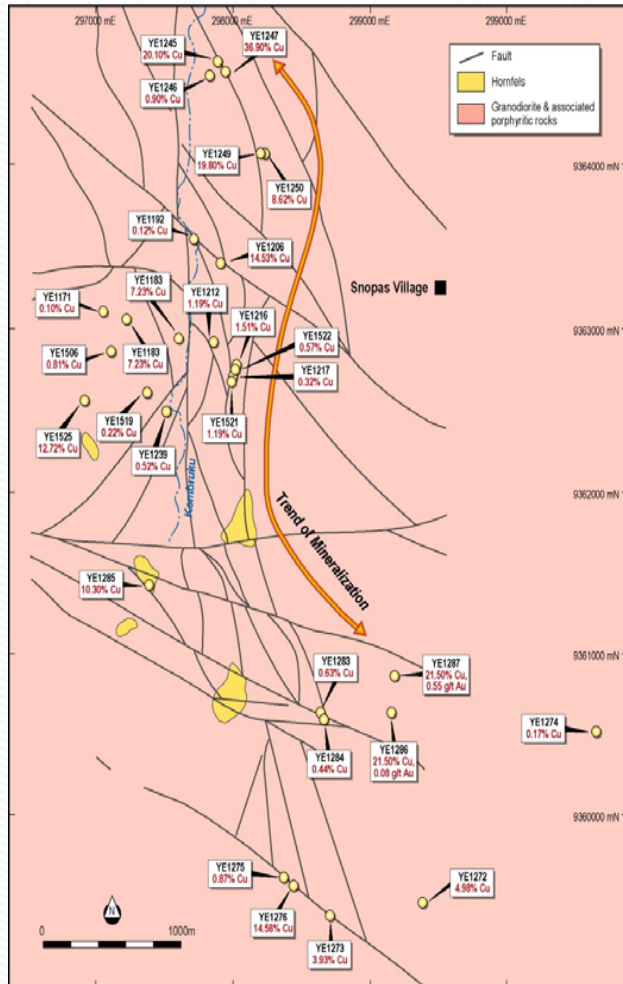 297000 mE
298000 mE
299000 mE
299000 mE
YE1245
20.10% Cu
YE1247
36.90% Cu
YE1246
0.90% Cu
Fault
Hornfels
Granodiorite & associated
porphyritic rocks
YE1249
19.80% Cu
YE1250
8.62% Cu
9364000 mN
YE1192
0.12% Cu
YE1206
14.53% Cu
YE1183
7.23% Cu
YE1212
1.19% Cu
Snopas Village
YE1171
0.10% Cu
YE1216
1.51% Cu
YE1522
0.57% Cu
9363000 mN
YE1506
0.81% Cu
YE1183
7.23% Cu
YE1217
0.32% Cu
YE1525
12.72% Cu
YE1519
0.22% Cu
YE1521
1.19% Cu
YE1239
0.52% Cu
Kombruku
9362000 mN
Trend of Mineralization
YE1285
10.30% Cu
YE1283
0.63% Cu
YE1287
21.50% Cu,
0.55 g/t Au
9361000 mN
YE1274
0.17% Cu
YE1284
0.44% Cu
YE1286
21.50% Cu,
0.08 g/t Au
9360000 mN
YE1275
0.87% Cu
YE1272
4.98% Cu
YE1276
14.58% Cu
YE1273
3.93% Cu
N
0
1000m